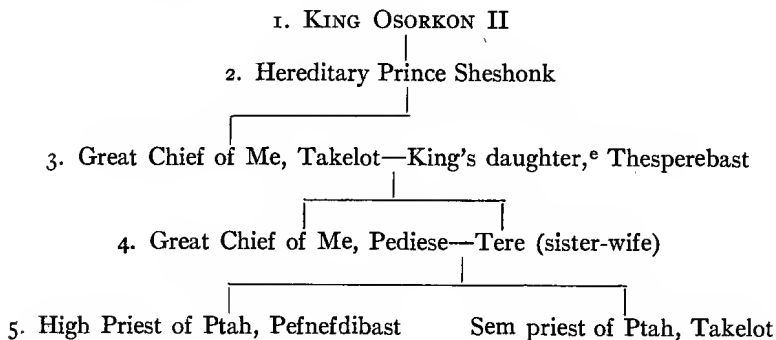 1. KING OSORKON II
2. Hereditary Prince Sheshonk
3. Great Chief of Me, Takelot—King's daughter,ᵉ Thesperebast
4. Great Chief of Me, Pediese—Tere (sister-wife)
5. High Priest of Ptah, Pefnefdibast Sem priest of Ptah, Takelot